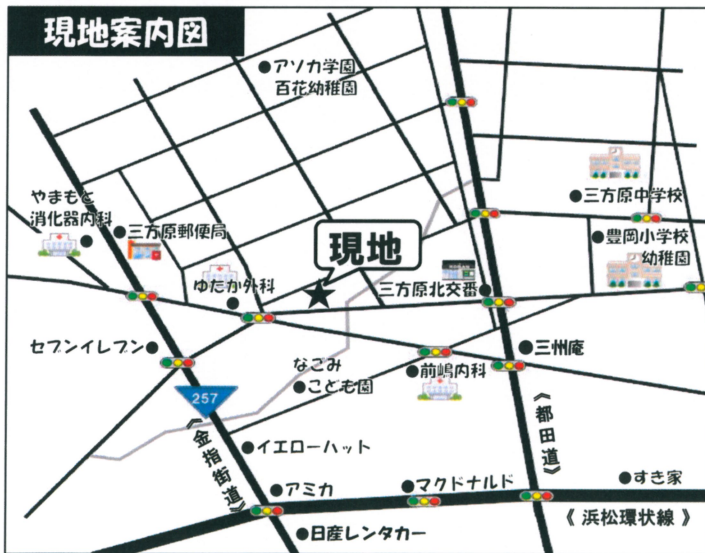 現地案内図
●アソカ学園
百花幼稚園
やまもと
消化器内科●
●三方原郵便局
●三方原中学校
●豊岡小学校
幼稚園
現地
ゆたか外科
三方原北交番
セブンイレブン●
なごみ
●こども園
●前嶋内科
●三州庵
257
《金指街道》
《都田道》
●イエローハット
●アミカ
●マクドナルド
●すき家
《 浜松環状線 》
●日産レンタカー